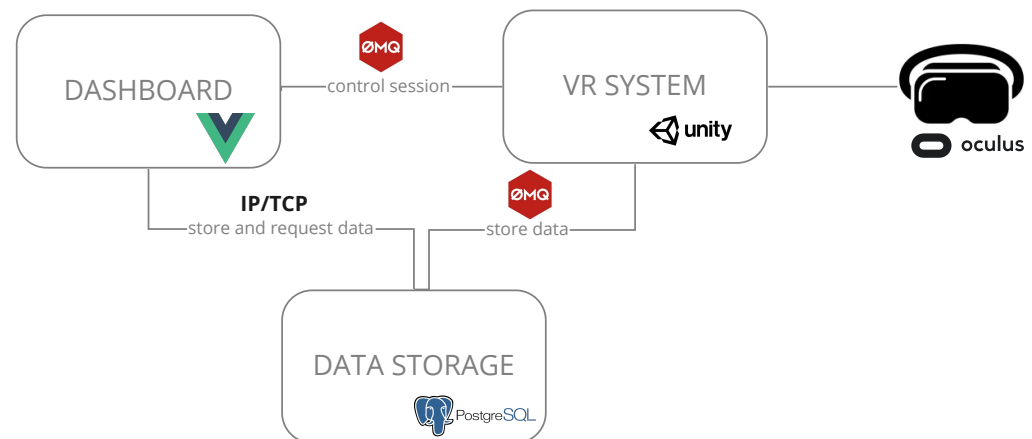 ØMQ
DASHBOARD
control session
VR SYSTEM
unity
oculus
IP/TCP
store and request data
ØMQ
store data
DATA STORAGE
PostgreSQL